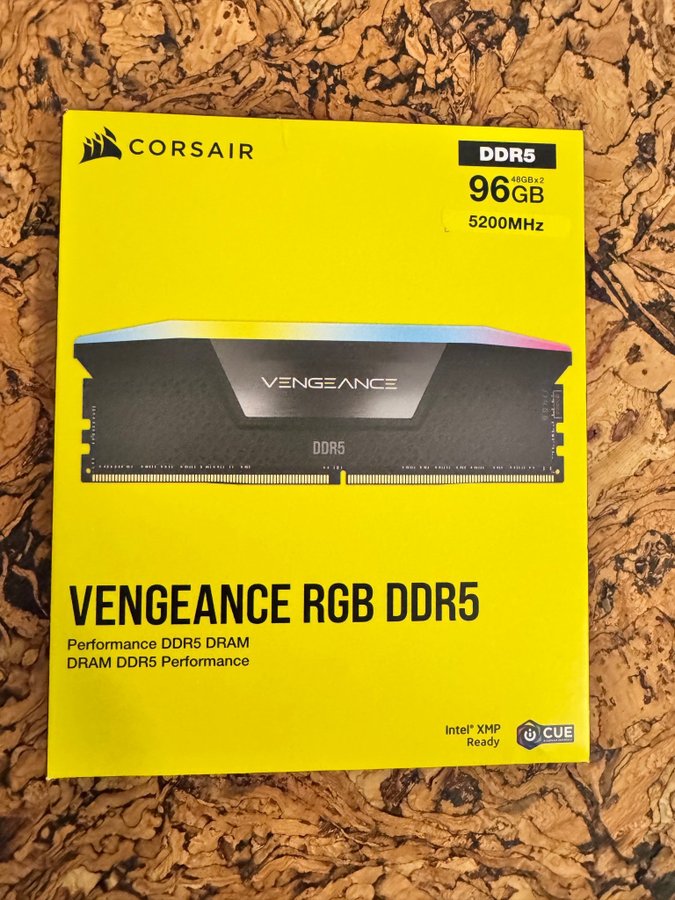 CORSAIR
DDR5
48GBx2
96GB
5200MHz
VENGEANCE
DDR5
VENGEANCE RGB DDR5
Performance DDR5 DRAM
DRAM DDR5 Performance
Intel® XMP
Ready
CUE